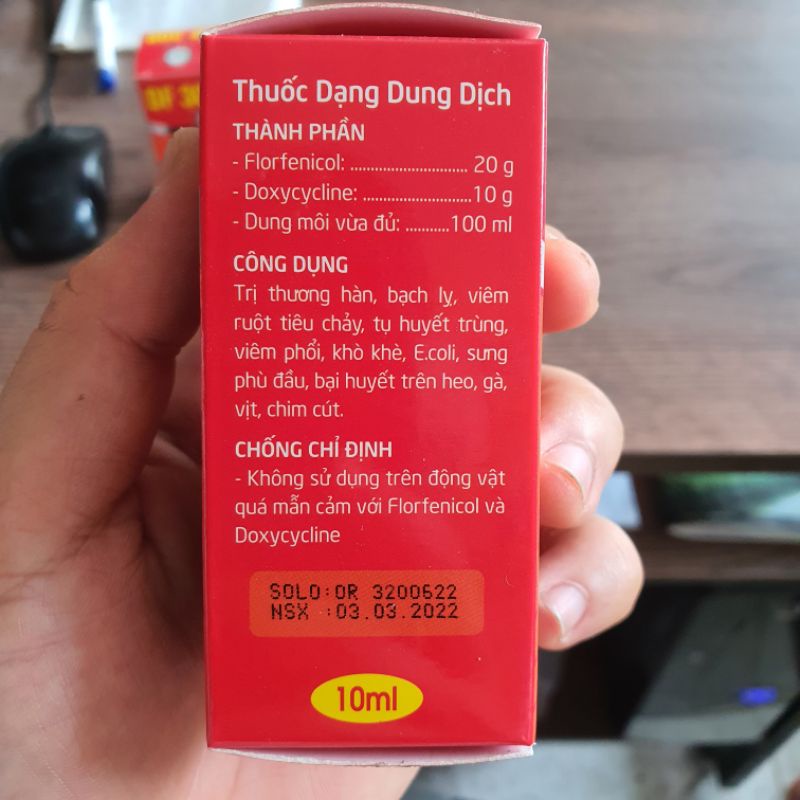 Thuốc Dạng Dung Dịch
THÀNH PHẦN
- Florfenicol: ............................ 20 g
- Doxycycline: ..........................10 g
- Dung môi vừa đủ: ...........100 ml
CÔNG DỤNG
Trị thương hàn, bạch lỵ, viêm
ruột tiêu chảy, tụ huyết trùng,
viêm phổi, khò khè, E.coli, sưng
phù đầu, bại huyết trên heo, gà,
vịt, chim cút.
CHỐNG CHỈ ĐỊNH
- Không sử dụng trên động vật
quá mẫn cảm với Florfenicol và
Doxycycline
SOLO:OR 3200622
NSX :03.03.2022
10ml